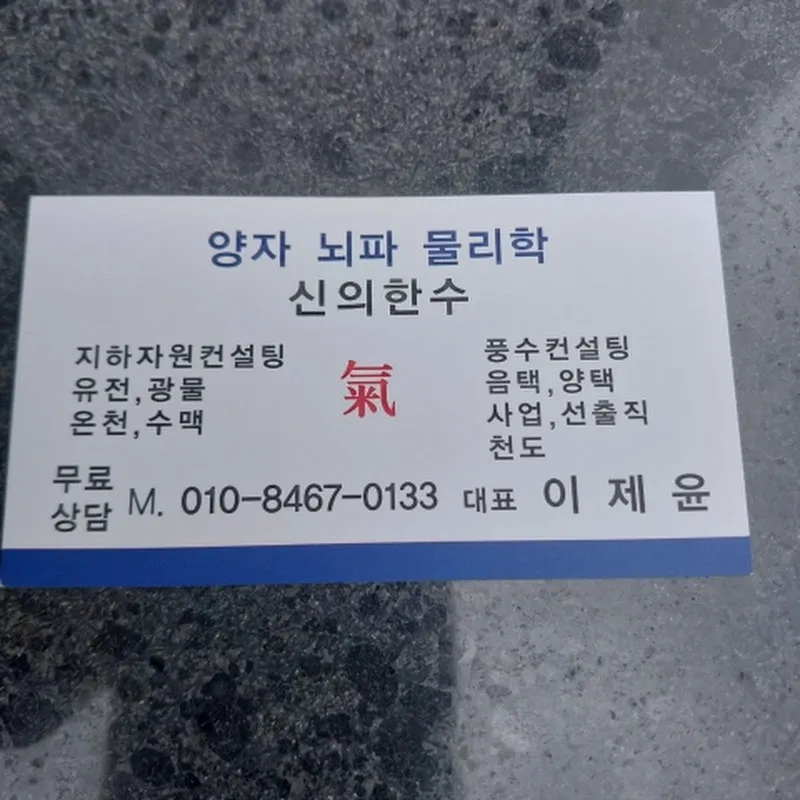 양자 뇌파 물리학
신의한수
지하자원컨설팅
유전,광물
온천,수맥
氣
풍수컨설팅
음택,양택
사업,선출직
천도
무료
상담
M. 010-8467-0133 대표 이 제 윤